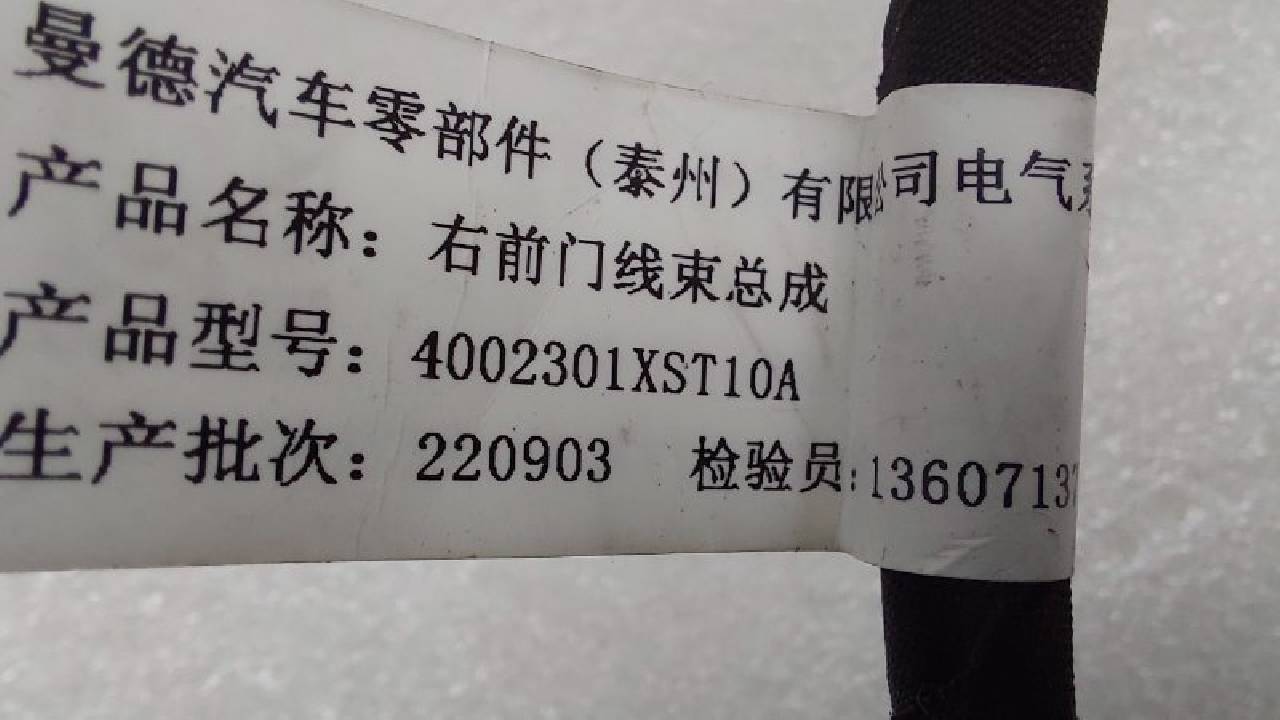 曼德汽车零部件（泰州）有限公司电气系
产品名称：右前门线束总成
产品型号：4002301XST10A
生产批次：220903 检验员:1360713